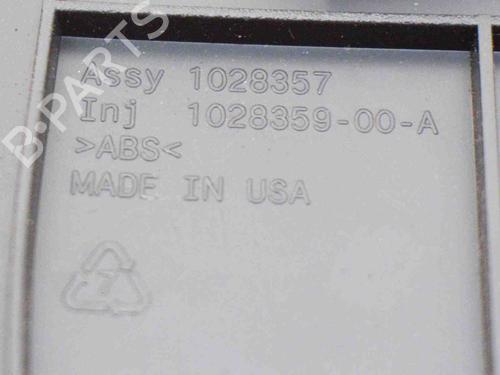 B·PARTS
Assy 1028357
Inj 1028359-00-A
>ABS<
MADE IN USA
7